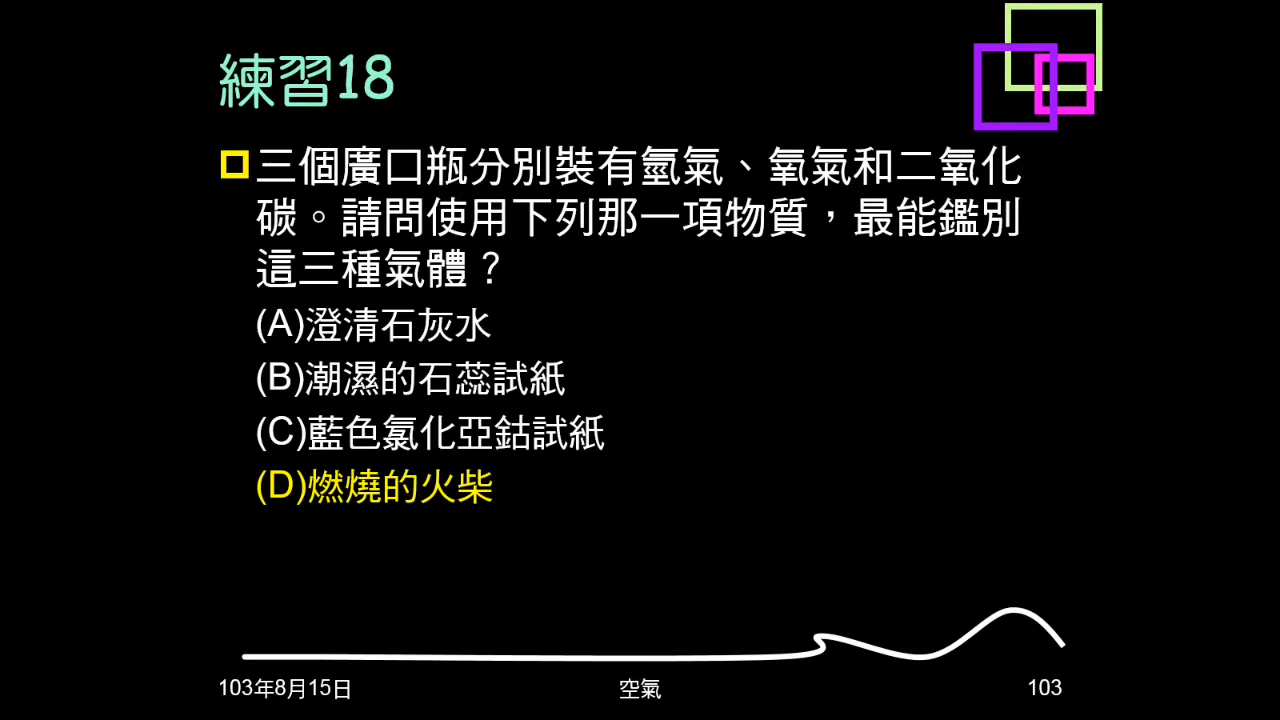 練習18
三個廣口瓶分別裝有氫氣、氧氣和二氧化
碳。請問使用下列那一項物質，最能鑑別
這三種氣體？
(A)澄清石灰水
(B)潮濕的石蕊試紙
(C)藍色氯化亞鈷試紙
(D)燃燒的火柴
103年8月15日
空氣
103